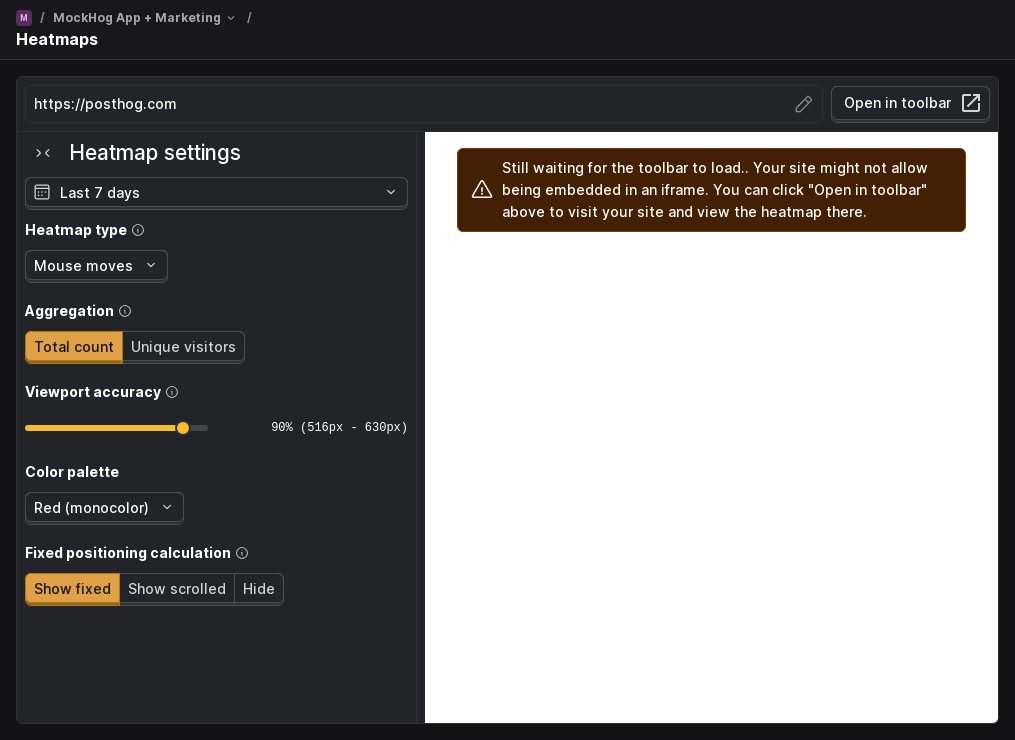 M / MockHog App + Marketing /
Heatmaps
https://posthog.com
Open in toolbar
Heatmap settings
Last 7 days
Heatmap type
Mouse moves
Aggregation
Total count Unique visitors
Viewport accuracy
90% (516px - 630px)
Color palette
Red (monocolor)
Fixed positioning calculation
Show fixed Show scrolled Hide
Still waiting for the toolbar to load.. Your site might not allow
being embedded in an iframe. You can click "Open in toolbar"
above to visit your site and view the heatmap there.